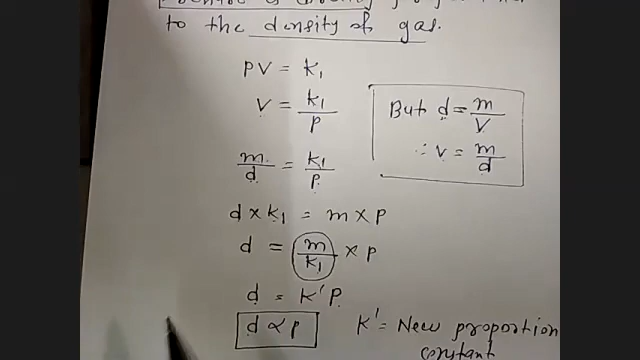 to the density of gas.
PV = K₁
V = K₁/P
But d = m/V
∴ V = m/d
m/d = K₁/P
d × K₁ = m × P
d = m/K₁ × P
d = K'P.
d ∝ P
K' = New proportion
constant